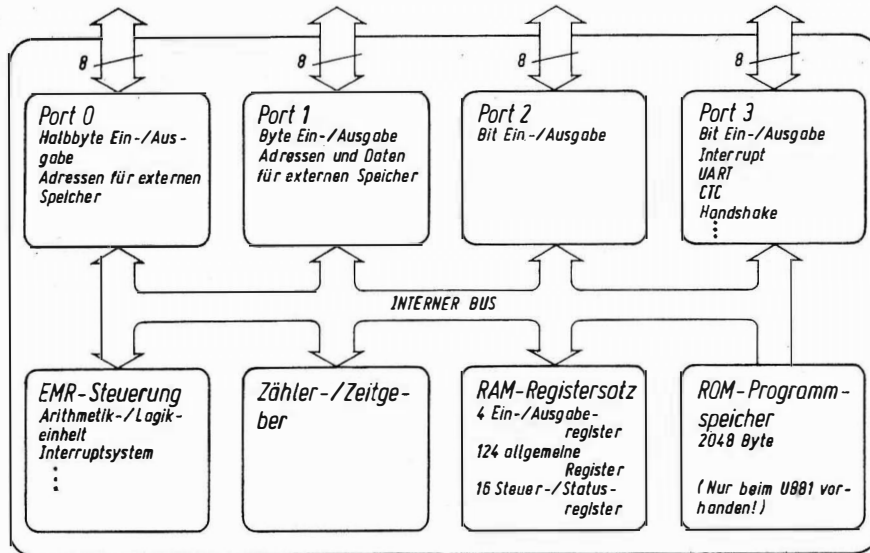 8
8
8
8
Port 0
Halbbyte Ein-/Aus-
gabe
Adressen für externen
Speicher
Port 1
Byte Ein-/Ausgabe
Adressen und Daten
für externen Speicher
Port 2
Bit Ein-/Ausgabe
Port 3
Bit Ein-/Ausgabe
Interrupt
UART
CTC
Handshake
⋮
INTERNER BUS
EMR-Steuerung
Arithmetik-/Logik-
einheit
Interruptsystem
⋮
Zähler-/Zeitge-
ber
RAM-Registersatz
4 Ein-/Ausgabe-
register
124 allgemeine
Register
16 Steuer-/Status-
register
ROM-Programm-
speicher
2048 Byte
(Nur beim U881 vor-
handen!)